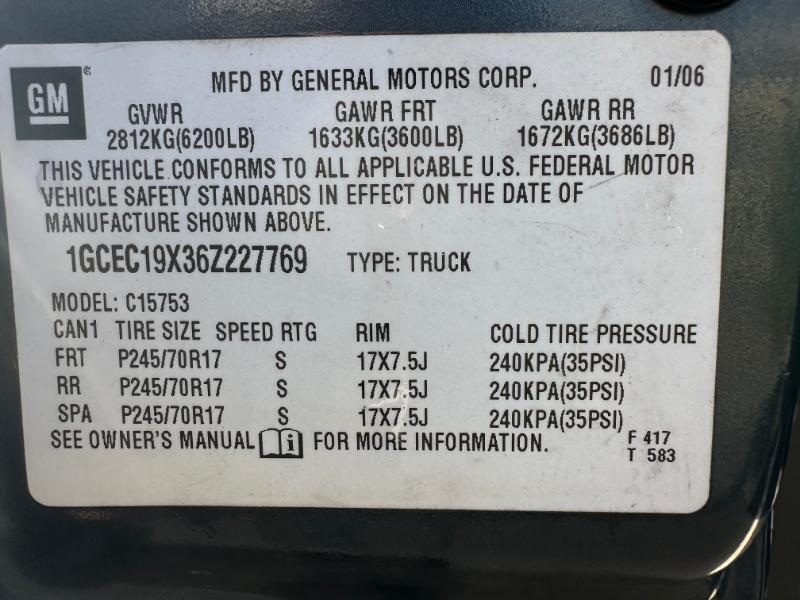 GM ® MFD BY GENERAL MOTORS CORP. 01/06
GVWR GAWR FRT GAWR RR
2812KG(6200LB) 1633KG(3600LB) 1672KG(3686LB)
THIS VEHICLE CONFORMS TO ALL APPLICABLE U.S. FEDERAL MOTOR
VEHICLE SAFETY STANDARDS IN EFFECT ON THE DATE OF
MANUFACTURE SHOWN ABOVE.
1GCEC19X36Z227769 TYPE: TRUCK
MODEL: C15753
CAN1 TIRE SIZE SPEED RTG RIM COLD TIRE PRESSURE
FRT P245/70R17 S 17X7.5J 240KPA(35PSI)
RR P245/70R17 S 17X7.5J 240KPA(35PSI)
SPA P245/70R17 S 17X7.5J 240KPA(35PSI)
SEE OWNER'S MANUAL i FOR MORE INFORMATION. F 417
T 583